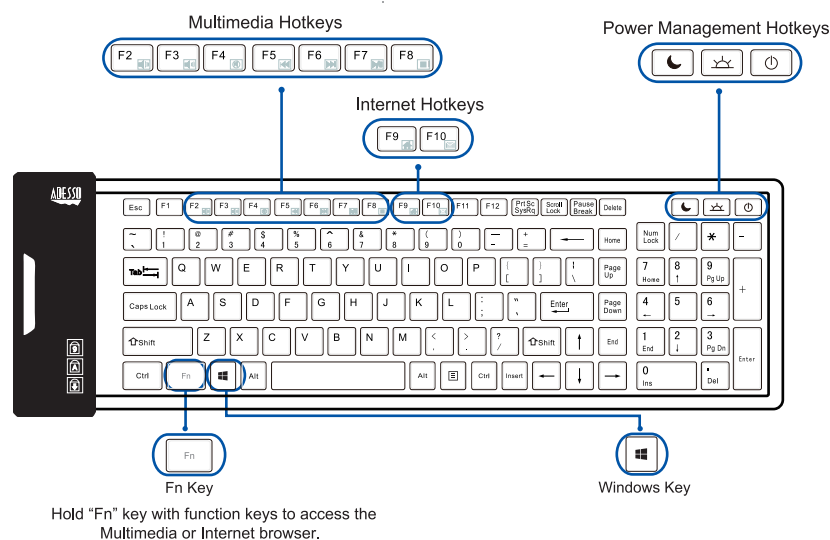 Multimedia Hotkeys
Power Management Hotkeys
F2 F3 F4 F5 F6 F7 F8
Internet Hotkeys
F9 F10
ADESSO
Esc F1 F2 F3 F4 F5 F6 F7 F8 F9 F10 F11 F12 PrtSc SysRq Scroll Lock Pause Break Delete
~ ` ! 1 @ 2 # 3 $ 4 % 5 ^ 6 & 7 * 8 ( 9 ) 0 — - + = Home Num Lock / * -
Tab Q W E R T Y U I O P { [ } ] | \ Page Up 7 Home 8 ↑ 9 Pg Up +
Caps Lock A S D F G H J K L : ; " ‘ Enter Page Down 4 ← 5 6 →
⇧Shift Z X C V B N M < , > . ? / ⇧Shift ↑ End 1 End 2 ↓ 3 Pg Dn Enter
Ctrl Fn Alt Alt Ctrl Insert ← ↓ → 0 Ins . Del
9
A
Fn
Fn Key
Windows Key
Hold “Fn” key with function keys to access the
Multimedia or Internet browser.